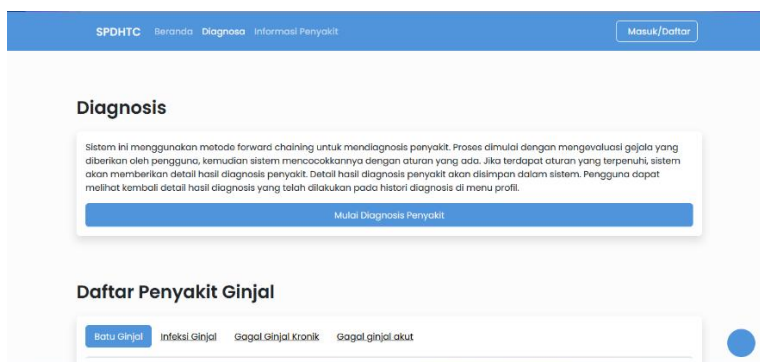 SPDHTC Beranda Diagnosa Informasi Penyakit Masuk/Daftar
Diagnosis
Sistem ini menggunakan metode forward chaining untuk mendiagnosis penyakit. Proses dimulai dengan mengevaluasi gejala yang
diberikan oleh pengguna, kemudian sistem mencocokkannya dengan aturan yang ada. Jika terdapat aturan yang terpenuhi, sistem
akan memberikan detail hasil diagnosis penyakit. Detail hasil diagnosis penyakit akan disimpan dalam sistem. Pengguna dapat
melihat kembali detail hasil diagnosis yang telah dilakukan pada histori diagnosis di menu profil.
Mulai Diagnosis Penyakit
Daftar Penyakit Ginjal
Batu Ginjal Infeksi Ginjal Gagal Ginjal Kronik Gagal ginjal akut